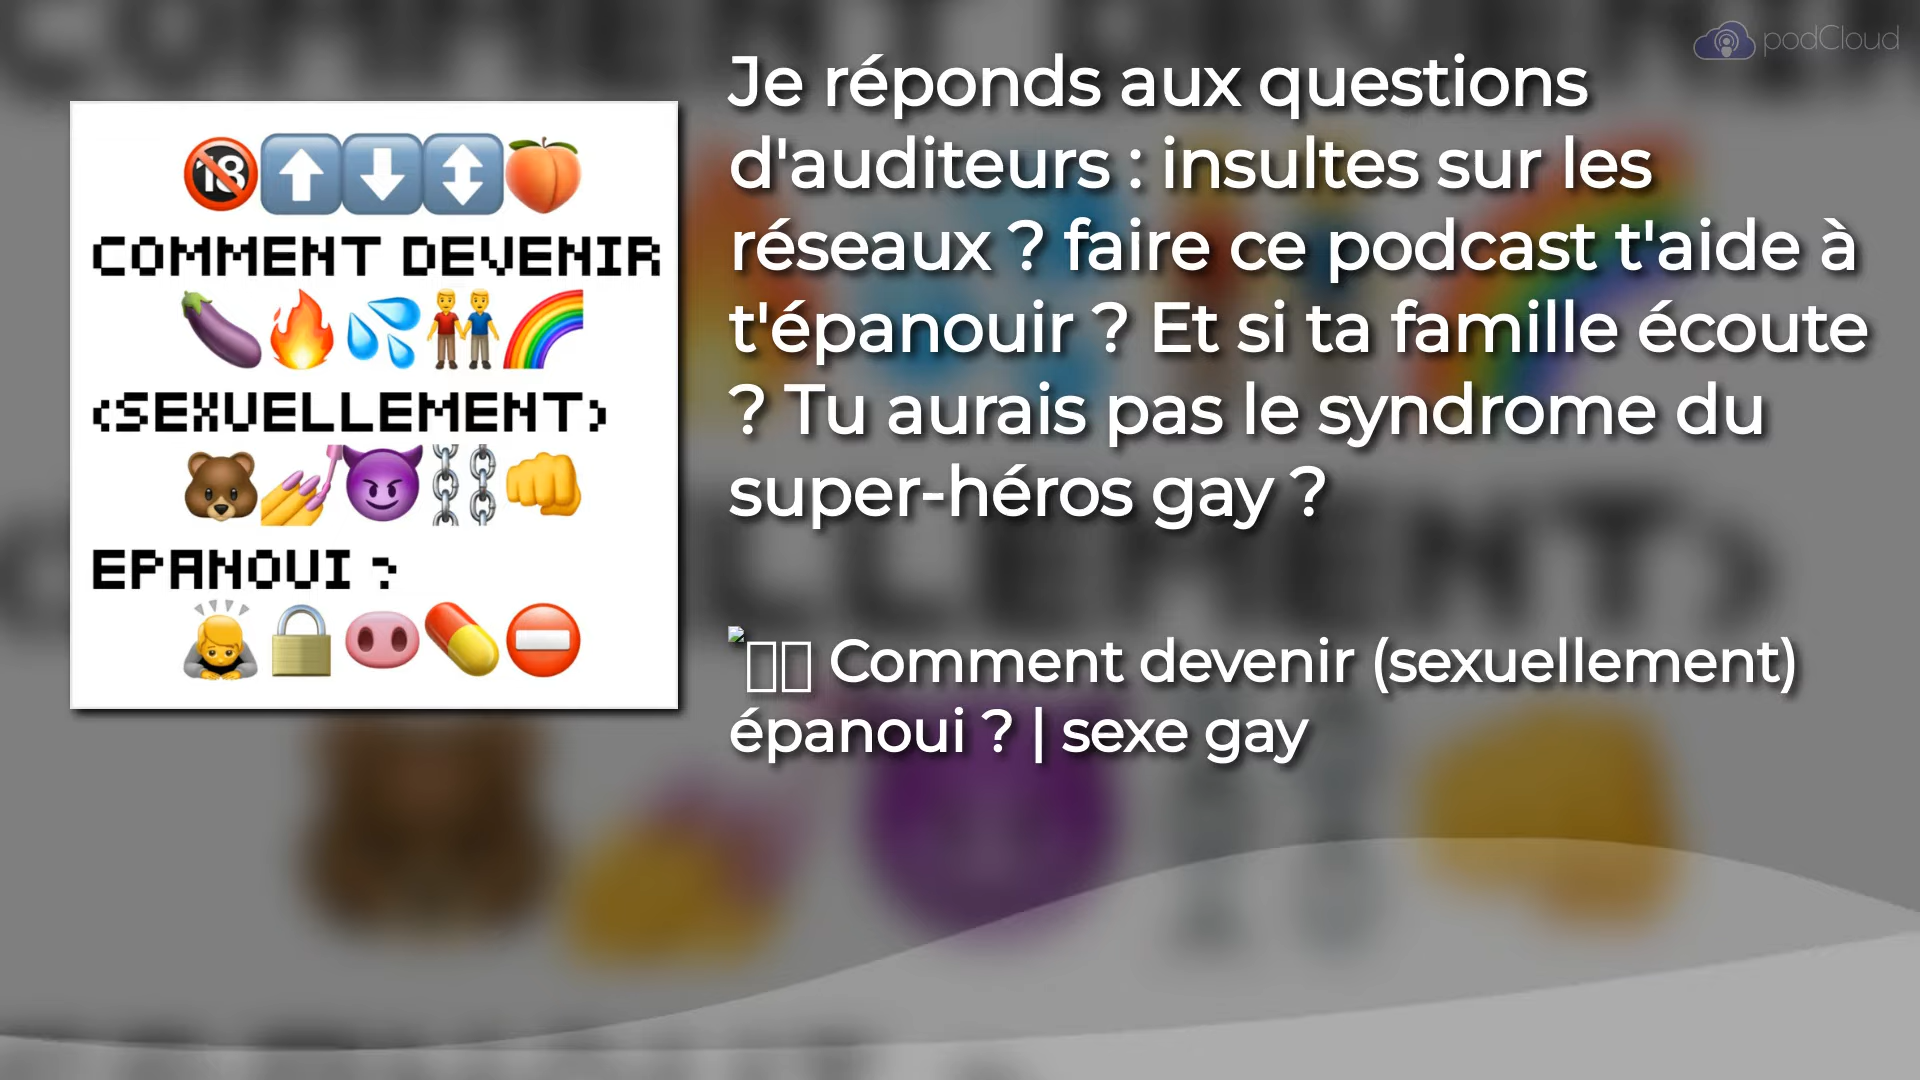 podCloud
Je réponds aux questions
d'auditeurs : insultes sur les
réseaux ? faire ce podcast t'aide à
t'épanouir ? Et si ta famille écoute
? Tu aurais pas le syndrome du
super-héros gay ?
Comment devenir (sexuellement)
épanoui ? | sexe gay
18
COMMENT DEVENIR
(SEXUELLEMENT)
EPANOUI ?